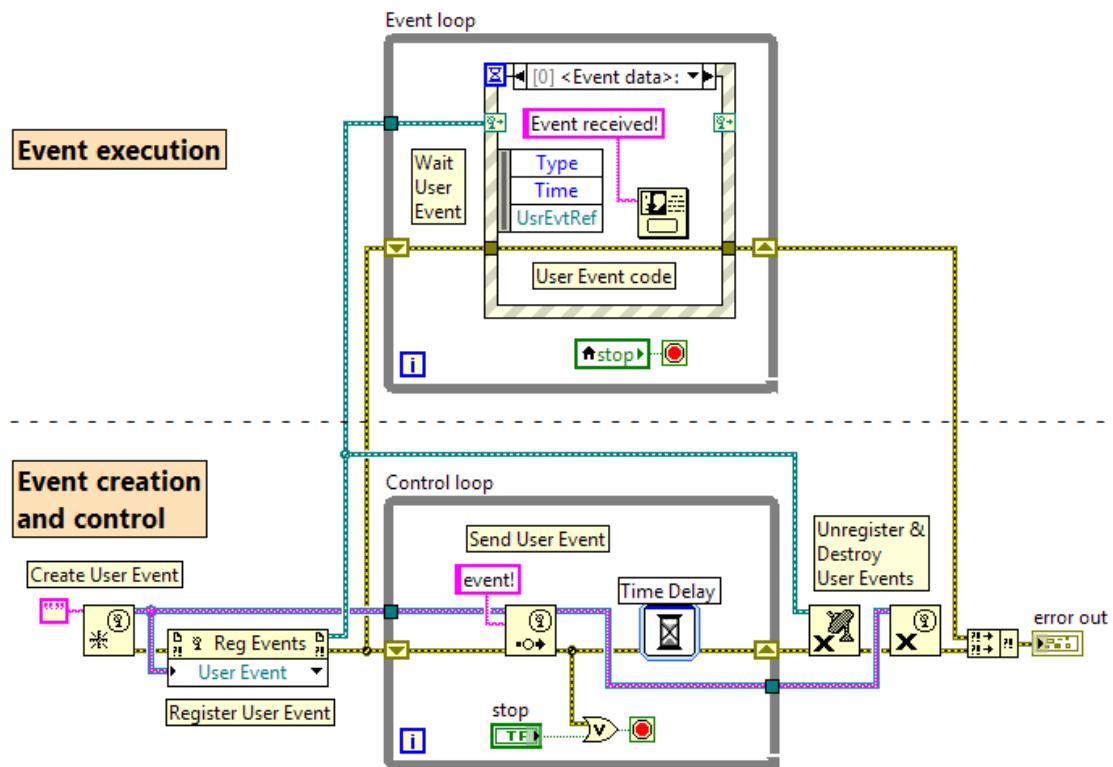 Event loop
[0] <Event data>:
Event received!
Event execution
Wait
User
Event
Type
Time
UsrEvtRef
User Event code
stop
i
Event creation
and control
Control loop
Send User Event
Unregister &
Destroy
User Events
Create User Event
event!
Time Delay
error out
Reg Events
User Event
Register User Event
stop
TF
i